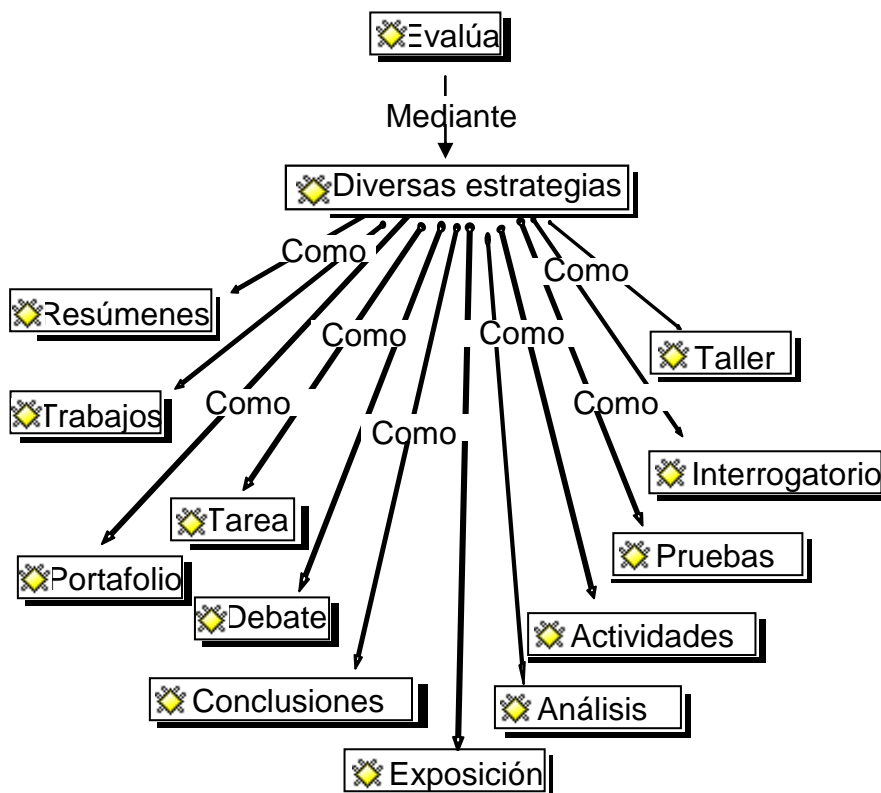 Evalúa
Mediante
Diversas estrategias
Como
Como
Resúmenes
Como
Como
Taller
Trabajos
Como
Como
Como
Interrogatorio
Tarea
Pruebas
Portafolio
Debate
Actividades
Conclusiones
Análisis
Exposición